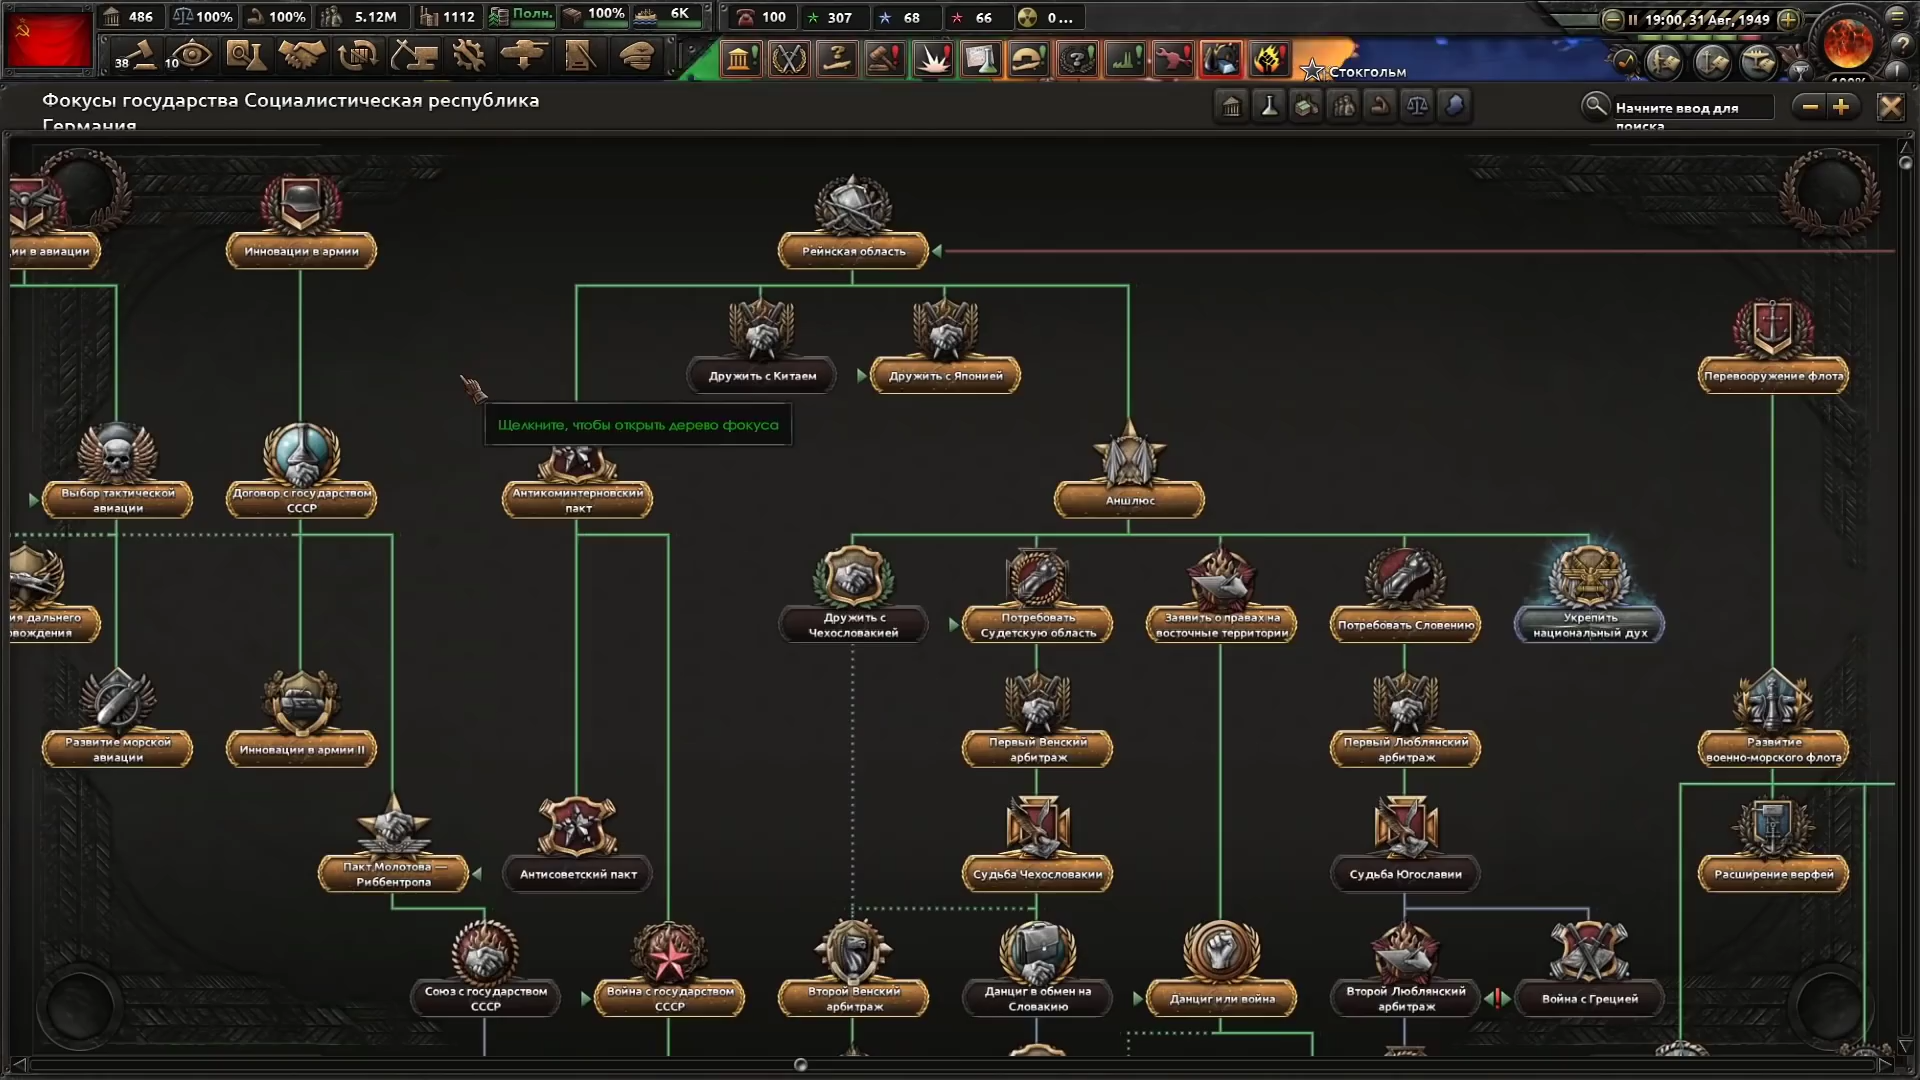 486
100%
100%
5.12M
1112
Полн.
100%
6K
100
307
68
66
0...
19:00, 31 Авг, 1949
38
10
Стокгольм
100%
Фокусы государства Социалистическая республика
Германия
Начните ввод для
поиска
Инновации в армии
Рейнская область
Дружить с Китаем
Дружить с Японией
Перевооружение флота
Щелкните, чтобы открыть дерево фокуса
Выбор тактической
авиации
Договор с государством
СССР
Антикоминтерновский
пакт
Аншлюс
Дружить с
Чехословакией
Потребовать
Судетскую область
Заявить о правах на
восточные территории
Потребовать Словению
Укрепить
национальный дух
дальнего
Развитие морской
авиации
Инновации в армии II
Первый Венский
арбитраж
Первый Люблянский
арбитраж
Развитие
военно-морского флота
Пакт Молотова —
Риббентропа
Антисоветский пакт
Судьба Чехословакии
Судьба Югославии
Расширение верфей
Союз с государством
СССР
Война с государством
СССР
Второй Венский
арбитраж
Данциг в обмен на
Словакию
Данциг или война
Второй Люблянский
арбитраж
Война с Грецией